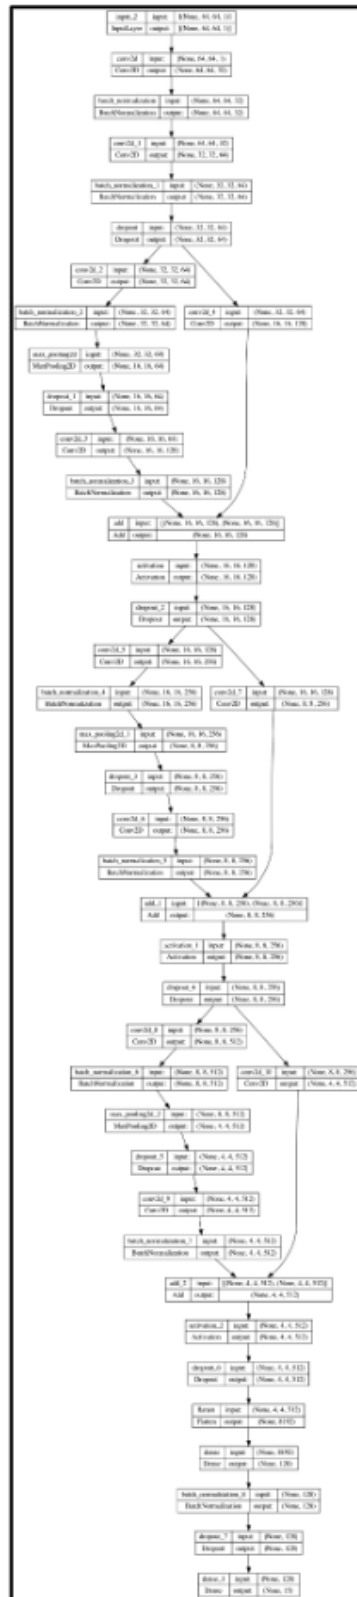 input_2 input: [(None, 64, 64, 1)]
InputLayer output: [(None, 64, 64, 1)]
conv2d input: (None, 64, 64, 1)
Conv2D output: (None, 64, 64, 32)
batch_normalization input: (None, 64, 64, 32)
BatchNormalization output: (None, 64, 64, 32)
conv2d_1 input: (None, 64, 64, 32)
Conv2D output: (None, 32, 32, 64)
batch_normalization_1 input: (None, 32, 32, 64)
BatchNormalization output: (None, 32, 32, 64)
dropout input: (None, 32, 32, 64)
Dropout output: (None, 32, 32, 64)
conv2d_2 input: (None, 32, 32, 64)
Conv2D output: (None, 32, 32, 64)
batch_normalization_2 input: (None, 32, 32, 64)
BatchNormalization output: (None, 32, 32, 64)
conv2d_4 input: (None, 32, 32, 64)
Conv2D output: (None, 16, 16, 128)
max_pooling2d input: (None, 32, 32, 64)
MaxPooling2D output: (None, 16, 16, 64)
dropout_1 input: (None, 16, 16, 64)
Dropout output: (None, 16, 16, 64)
conv2d_3 input: (None, 16, 16, 64)
Conv2D output: (None, 16, 16, 128)
batch_normalization_3 input: (None, 16, 16, 128)
BatchNormalization output: (None, 16, 16, 128)
add input: [(None, 16, 16, 128), (None, 16, 16, 128)]
Add output: (None, 16, 16, 128)
activation input: (None, 16, 16, 128)
Activation output: (None, 16, 16, 128)
dropout_2 input: (None, 16, 16, 128)
Dropout output: (None, 16, 16, 128)
conv2d_5 input: (None, 16, 16, 128)
Conv2D output: (None, 16, 16, 256)
batch_normalization_4 input: (None, 16, 16, 256)
BatchNormalization output: (None, 16, 16, 256)
conv2d_7 input: (None, 16, 16, 128)
Conv2D output: (None, 8, 8, 256)
max_pooling2d_1 input: (None, 16, 16, 256)
MaxPooling2D output: (None, 8, 8, 256)
dropout_3 input: (None, 8, 8, 256)
Dropout output: (None, 8, 8, 256)
conv2d_6 input: (None, 8, 8, 256)
Conv2D output: (None, 8, 8, 256)
batch_normalization_5 input: (None, 8, 8, 256)
BatchNormalization output: (None, 8, 8, 256)
add_1 input: [(None, 8, 8, 256), (None, 8, 8, 256)]
Add output: (None, 8, 8, 256)
activation_1 input: (None, 8, 8, 256)
Activation output: (None, 8, 8, 256)
dropout_4 input: (None, 8, 8, 256)
Dropout output: (None, 8, 8, 256)
conv2d_8 input: (None, 8, 8, 256)
Conv2D output: (None, 8, 8, 512)
batch_normalization_6 input: (None, 8, 8, 512)
BatchNormalization output: (None, 8, 8, 512)
conv2d_10 input: (None, 8, 8, 256)
Conv2D output: (None, 4, 4, 512)
max_pooling2d_2 input: (None, 8, 8, 512)
MaxPooling2D output: (None, 4, 4, 512)
dropout_5 input: (None, 4, 4, 512)
Dropout output: (None, 4, 4, 512)
conv2d_9 input: (None, 4, 4, 512)
Conv2D output: (None, 4, 4, 512)
batch_normalization_7 input: (None, 4, 4, 512)
BatchNormalization output: (None, 4, 4, 512)
add_2 input: [(None, 4, 4, 512), (None, 4, 4, 512)]
Add output: (None, 4, 4, 512)
activation_2 input: (None, 4, 4, 512)
Activation output: (None, 4, 4, 512)
dropout_6 input: (None, 4, 4, 512)
Dropout output: (None, 4, 4, 512)
flatten input: (None, 4, 4, 512)
Flatten output: (None, 8192)
dense input: (None, 8192)
Dense output: (None, 128)
batch_normalization_8 input: (None, 128)
BatchNormalization output: (None, 128)
dropout_7 input: (None, 128)
Dropout output: (None, 128)
dense_1 input: (None, 128)
Dense output: (None, 15)